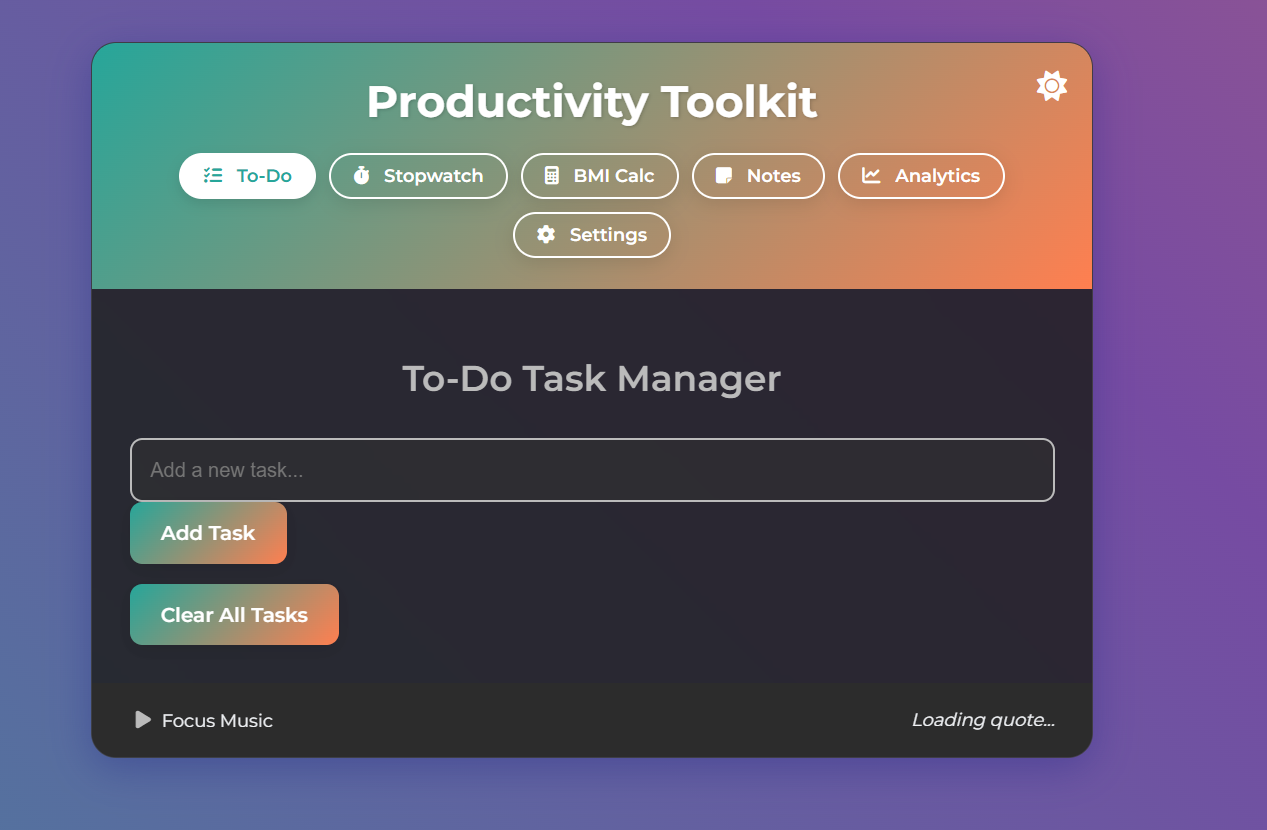 Productivity Toolkit
To-Do Stopwatch BMI Calc Notes Analytics
Settings
To-Do Task Manager
Add a new task...
Add Task
Clear All Tasks
Focus Music Loading quote...